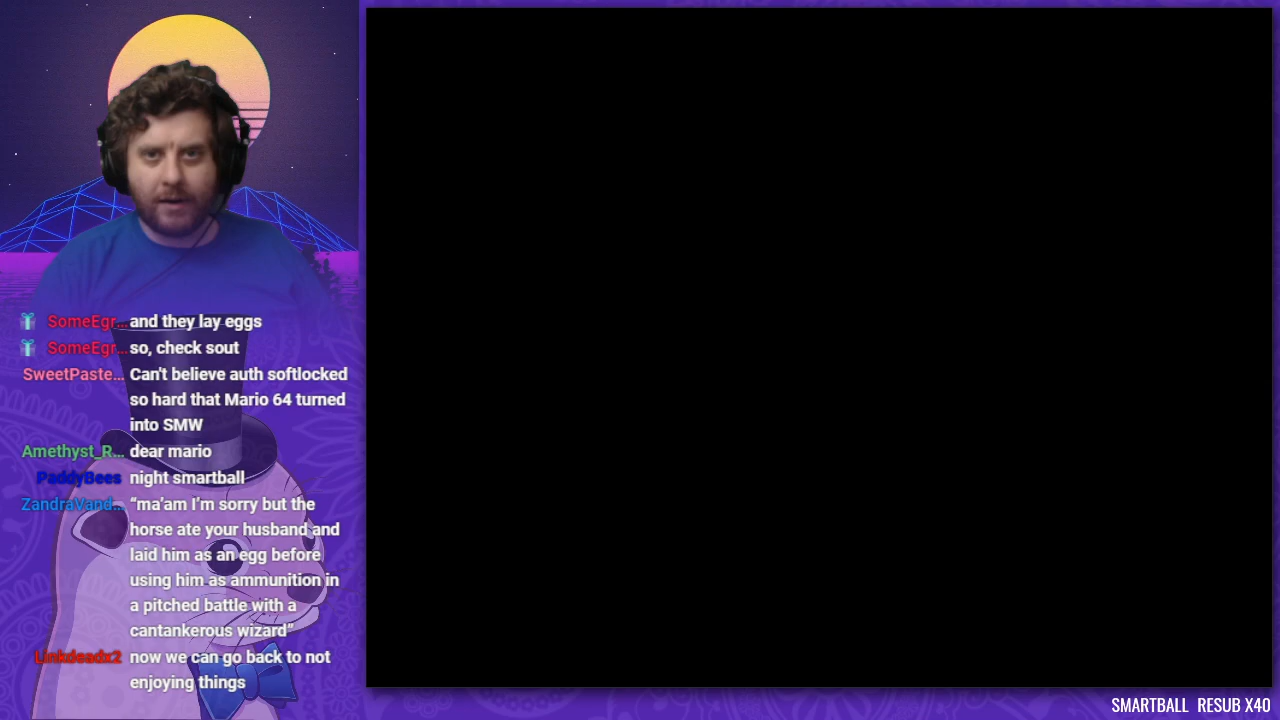 SomeEgr... and they lay eggs
SomeEgr... so, check sout
SweetPaste... Can't believe auth softlocked
so hard that Mario 64 turned
into SMW
Amethyst_R... dear mario
PaddyBees night smartball
ZandraVand... “ma’am I’m sorry but the
horse ate your husband and
laid him as an egg before
using him as ammunition in
a pitched battle with a
cantankerous wizard”
Linkdeadx2 now we can go back to not
enjoying things
SMARTBALL RESUB X40